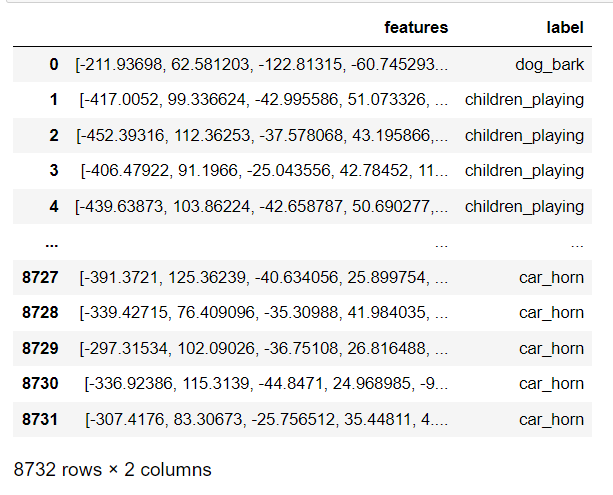 features label
0 [-211.93698, 62.581203, -122.81315, -60.745293... dog_bark
1 [-417.0052, 99.336624, -42.995586, 51.073326, ... children_playing
2 [-452.39316, 112.36253, -37.578068, 43.195866,... children_playing
3 [-406.47922, 91.1966, -25.043556, 42.78452, 11... children_playing
4 [-439.63873, 103.86224, -42.658787, 50.690277,... children_playing
... ... ...
8727 [-391.3721, 125.36239, -40.634056, 25.899754, ... car_horn
8728 [-339.42715, 76.409096, -35.30988, 41.984035, ... car_horn
8729 [-297.31534, 102.09026, -36.75108, 26.816488, ... car_horn
8730 [-336.92386, 115.3139, -44.8471, 24.968985, -9... car_horn
8731 [-307.4176, 83.30673, -25.756512, 35.44811, 4.... car_horn
8732 rows × 2 columns